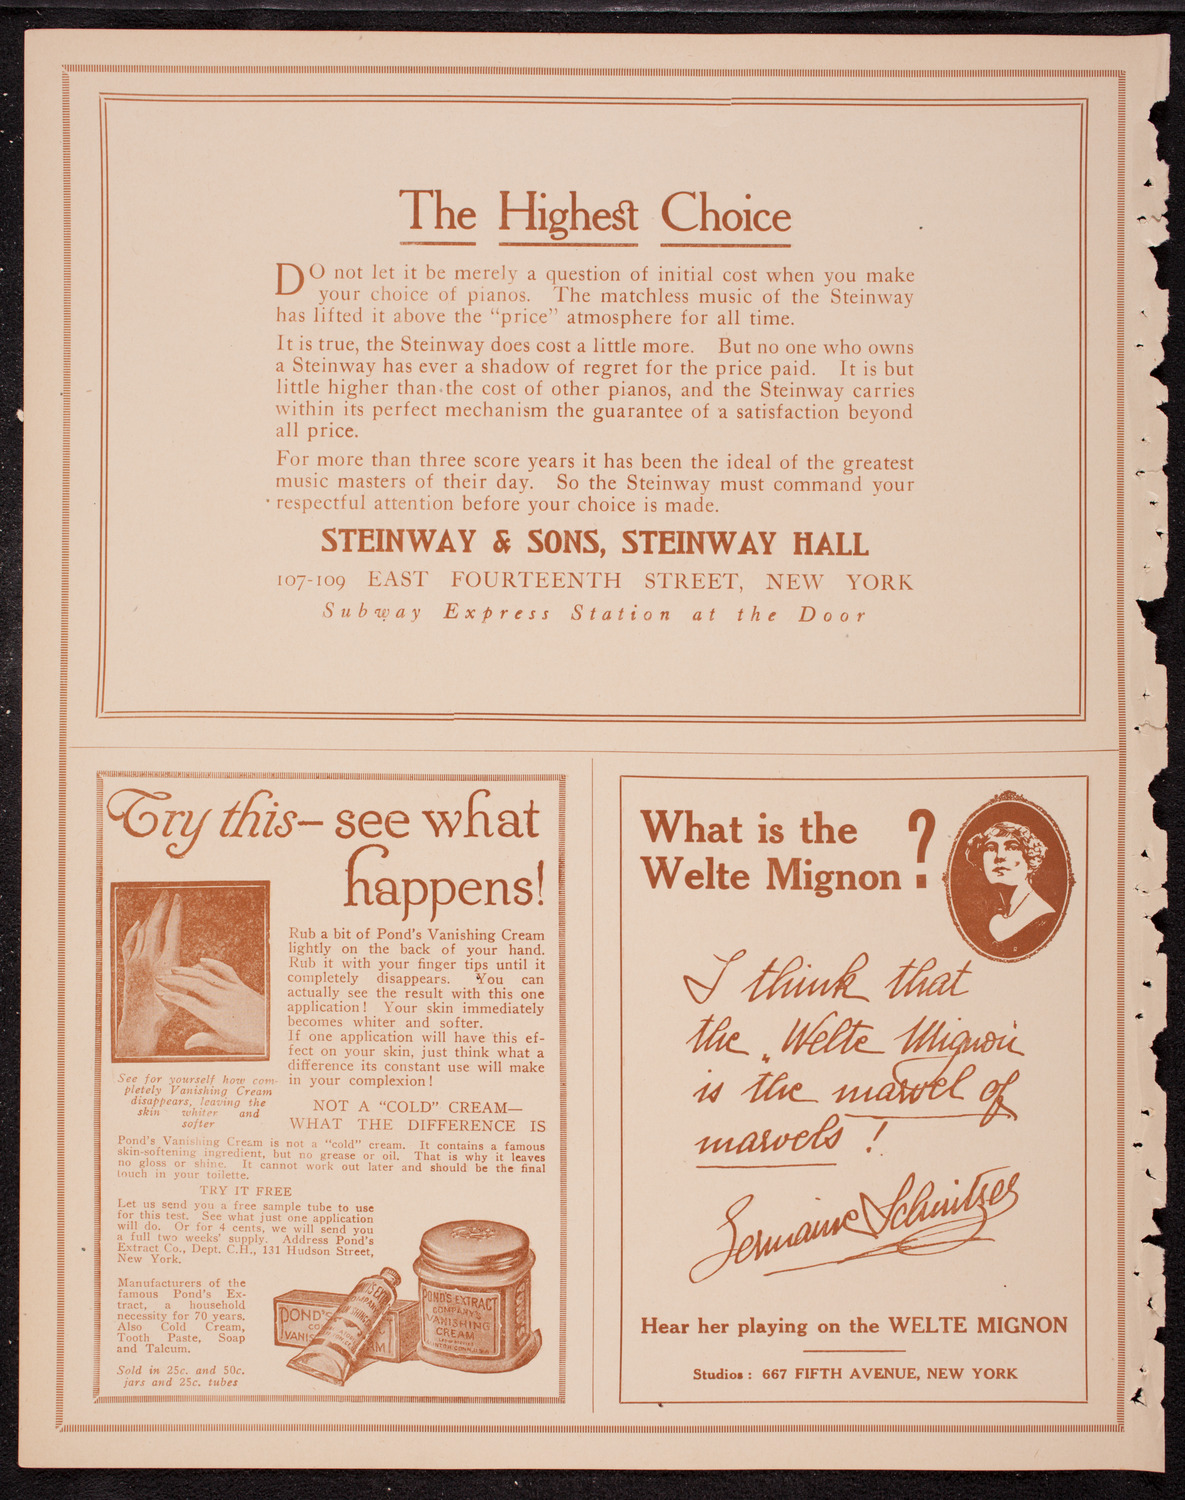 The Highest Choice
DO not let it be merely a question of initial cost when you make
your choice of pianos. The matchless music of the Steinway
has lifted it above the "price" atmosphere for all time.
It is true, the Steinway does cost a little more. But no one who owns
a Steinway has ever a shadow of regret for the price paid. It is but
little higher than the cost of other pianos, and the Steinway carries
within its perfect mechanism the guarantee of a satisfaction beyond
all price.
For more than three score years it has been the ideal of the greatest
music masters of their day. So the Steinway must command your
respectful attention before your choice is made.
STEINWAY & SONS, STEINWAY HALL
107-109 EAST FOURTEENTH STREET, NEW YORK
Subway Express Station at the Door
Try this—see what
happens!
Rub a bit of Pond's Vanishing Cream
lightly on the back of your hand.
Rub it with your finger tips until it
completely disappears. You can
actually see the result with this one
application! Your skin immediately
becomes whiter and softer.
If one application will have this ef-
fect on your skin, just think what a
difference its constant use will make
in your complexion!
See for yourself how com-
pletely Vanishing Cream
disappears, leaving the
skin whiter and
softer
NOT A "COLD" CREAM—
WHAT THE DIFFERENCE IS
Pond's Vanishing Cream is not a "cold" cream. It contains a famous
skin-softening ingredient, but no grease or oil. That is why it leaves
no gloss or shine. It cannot work out later and should be the final
touch in your toilette.
TRY IT FREE
Let us send you a free sample tube to use
for this test. See what just one application
will do. Or for 4 cents, we will send you
a full two weeks' supply. Address Pond's
Extract Co., Dept. C.H., 131 Hudson Street,
New York.
Manufacturers of the
famous Pond's Ex-
tract, a household
necessity for 70 years.
Also Cold Cream,
Tooth Paste, Soap
and Talcum.
Sold in 25c. and 50c.
jars and 25c. tubes
POND'S
VANIS
AM
POND'S EXTRACT
COMPANY'S
VANISHING
CREAM
What is the
Welte Mignon?
I think that
the „Welte Mignon
is the marvel of
marvels!
Germaine Schnitzer
Hear her playing on the WELTE MIGNON
Studios: 667 FIFTH AVENUE, NEW YORK